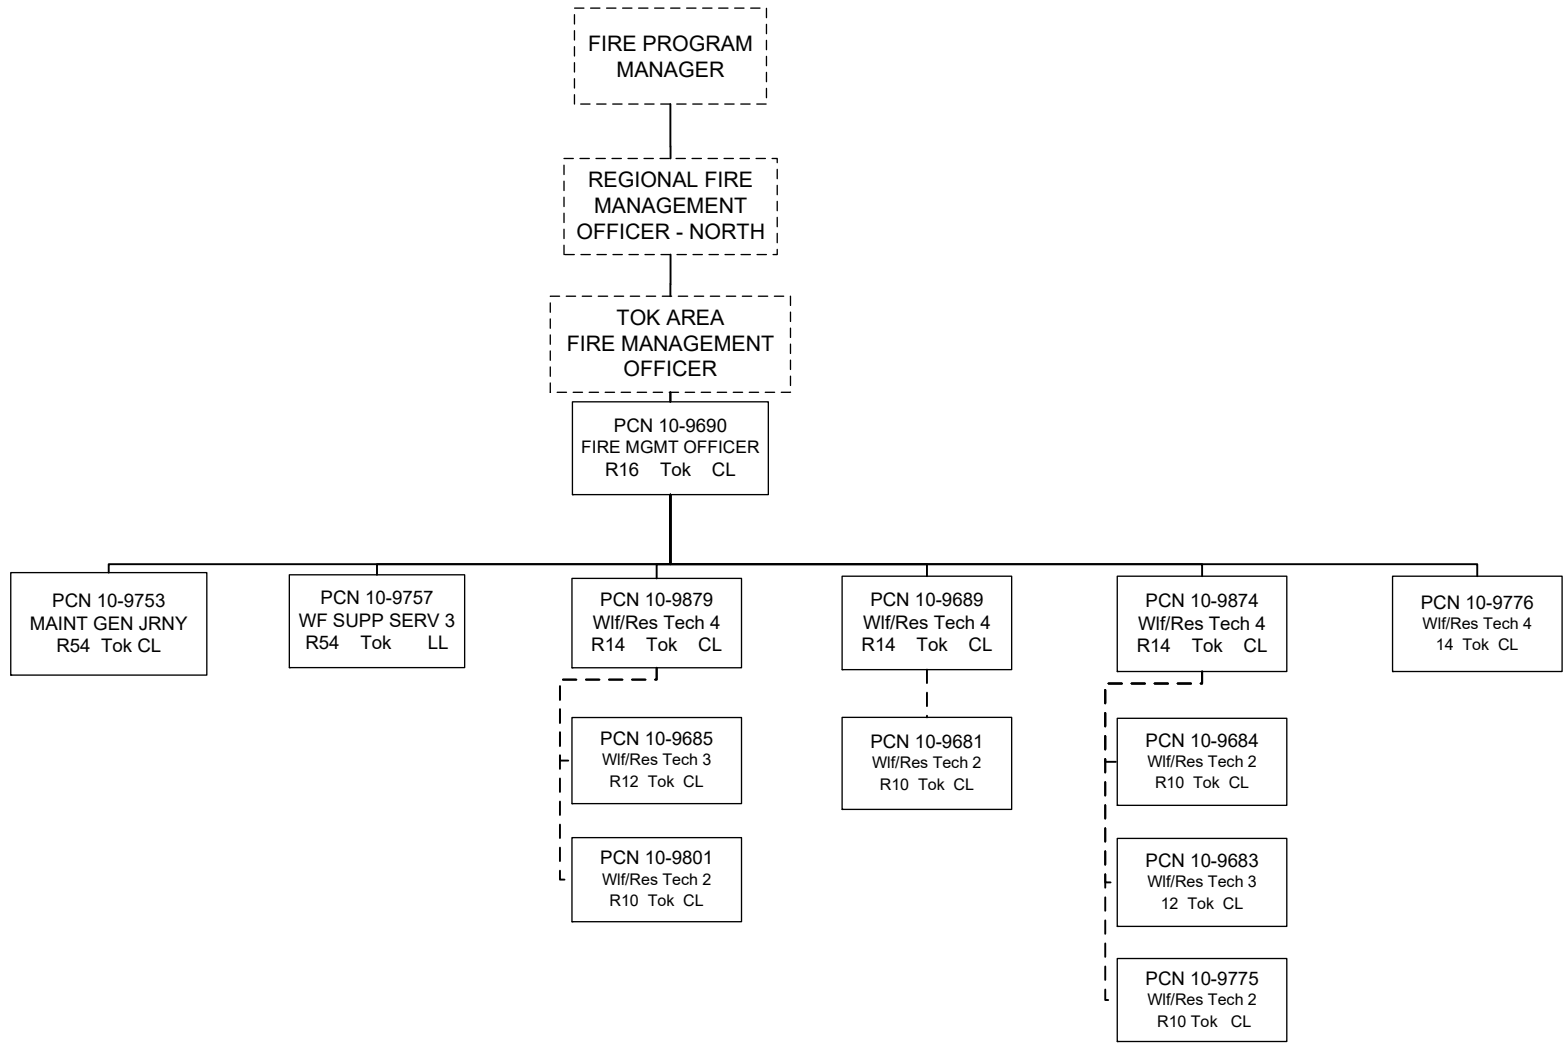 FIRE PROGRAM
MANAGER
REGIONAL FIRE
MANAGEMENT
OFFICER - NORTH
TOK AREA
FIRE MANAGEMENT
OFFICER
PCN 10-9690
FIRE MGMT OFFICER
R16 Tok CL
PCN 10-9753
MAINT GEN JRNY
R54 Tok CL
PCN 10-9757
WF SUPP SERV 3
R54 Tok LL
PCN 10-9879
Wlf/Res Tech 4
R14 Tok CL
PCN 10-9689
Wlf/Res Tech 4
R14 Tok CL
PCN 10-9874
Wlf/Res Tech 4
R14 Tok CL
PCN 10-9776
Wlf/Res Tech 4
14 Tok CL
PCN 10-9685
Wlf/Res Tech 3
R12 Tok CL
PCN 10-9801
Wlf/Res Tech 2
R10 Tok CL
PCN 10-9681
Wlf/Res Tech 2
R10 Tok CL
PCN 10-9684
Wlf/Res Tech 2
R10 Tok CL
PCN 10-9683
Wlf/Res Tech 3
12 Tok CL
PCN 10-9775
Wlf/Res Tech 2
R10 Tok CL